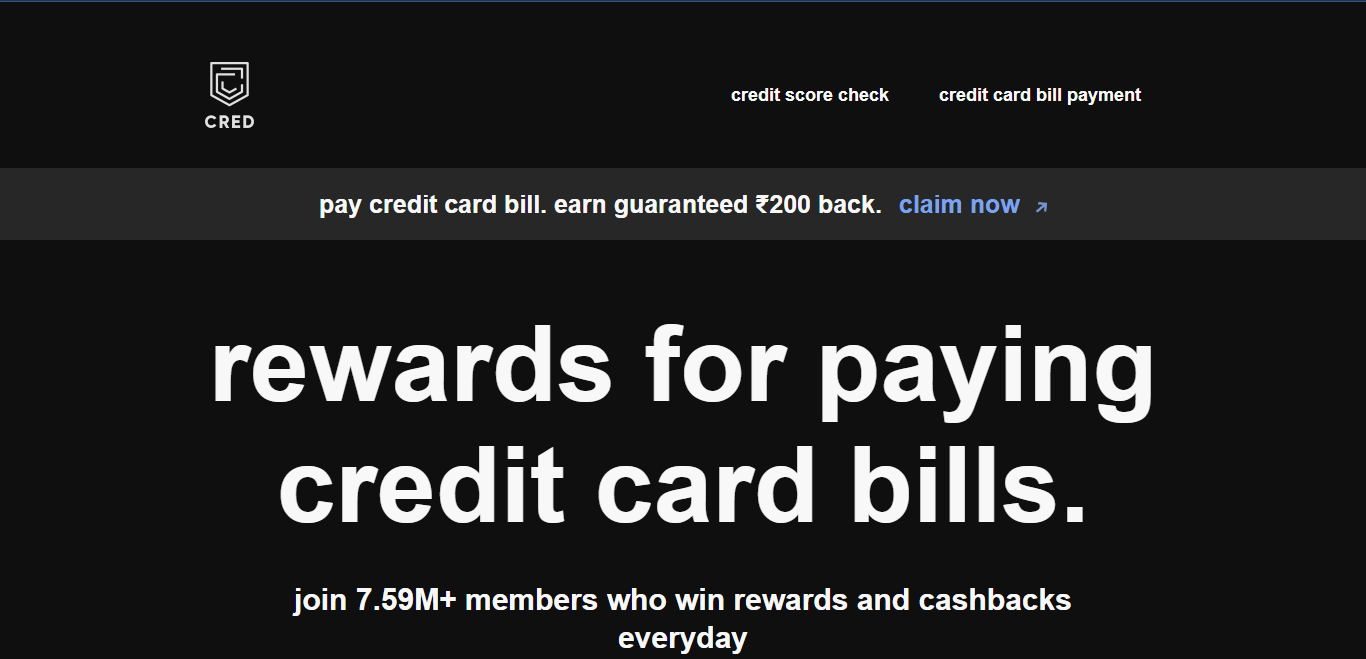 CRED
credit score check
credit card bill payment
pay credit card bill. earn guaranteed ₹200 back. claim now
rewards for paying
credit card bills.
join 7.59M+ members who win rewards and cashbacks
everyday